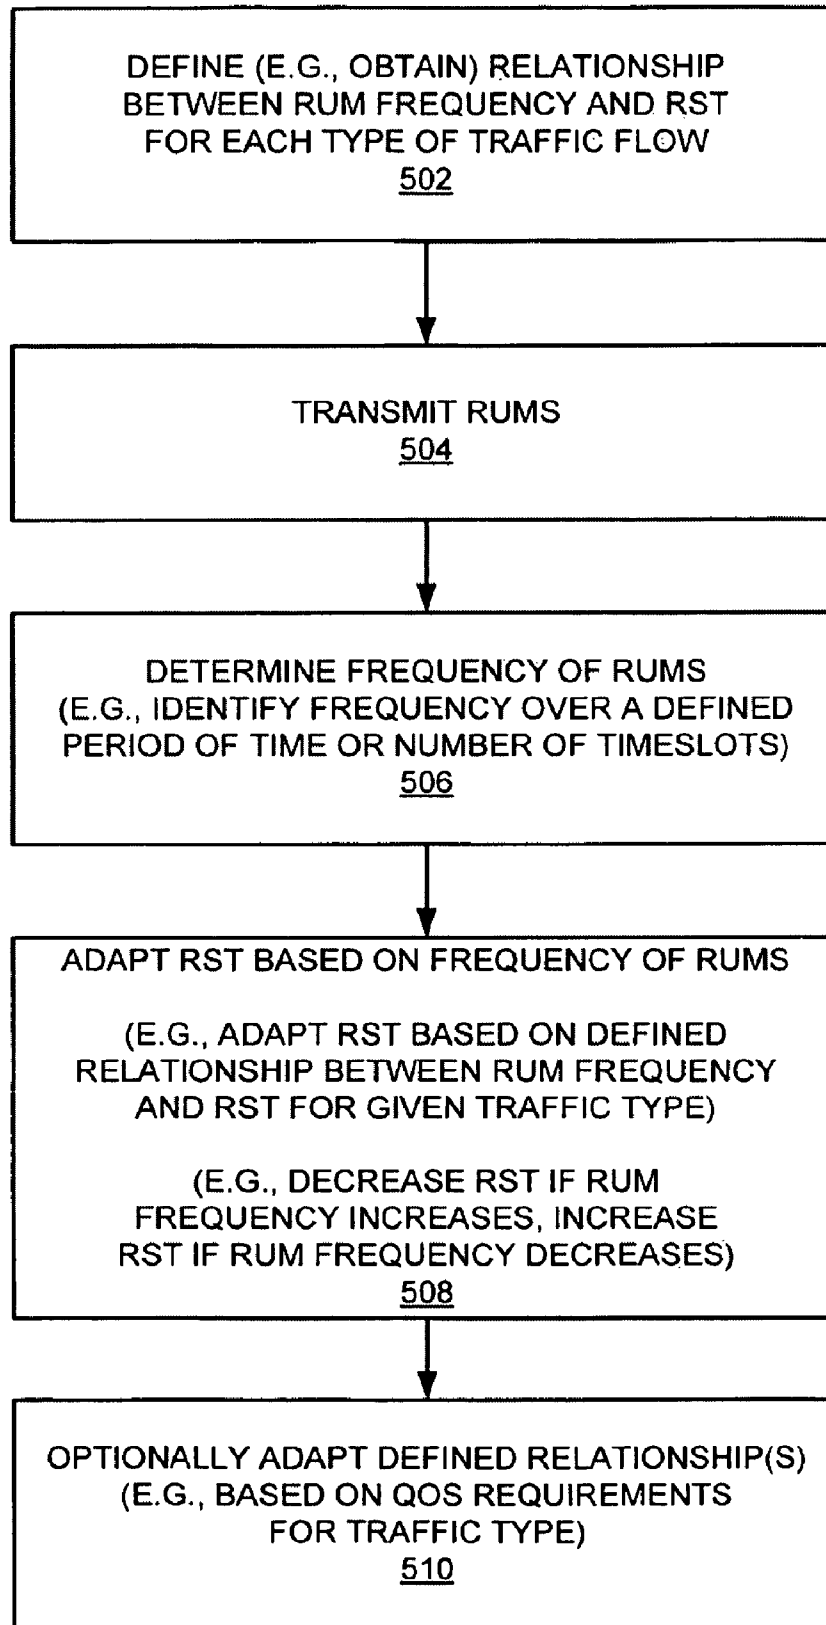 DEFINE (E.G., OBTAIN) RELATIONSHIP
BETWEEN RUM FREQUENCY AND RST
FOR EACH TYPE OF TRAFFIC FLOW
502
TRANSMIT RUMS
504
DETERMINE FREQUENCY OF RUMS
(E.G., IDENTIFY FREQUENCY OVER A DEFINED
PERIOD OF TIME OR NUMBER OF TIMESLOTS)
506
ADAPT RST BASED ON FREQUENCY OF RUMS
(E.G., ADAPT RST BASED ON DEFINED
RELATIONSHIP BETWEEN RUM FREQUENCY
AND RST FOR GIVEN TRAFFIC TYPE)
(E.G., DECREASE RST IF RUM
FREQUENCY INCREASES, INCREASE
RST IF RUM FREQUENCY DECREASES)
508
OPTIONALLY ADAPT DEFINED RELATIONSHIP(S)
(E.G., BASED ON QOS REQUIREMENTS
FOR TRAFFIC TYPE)
510